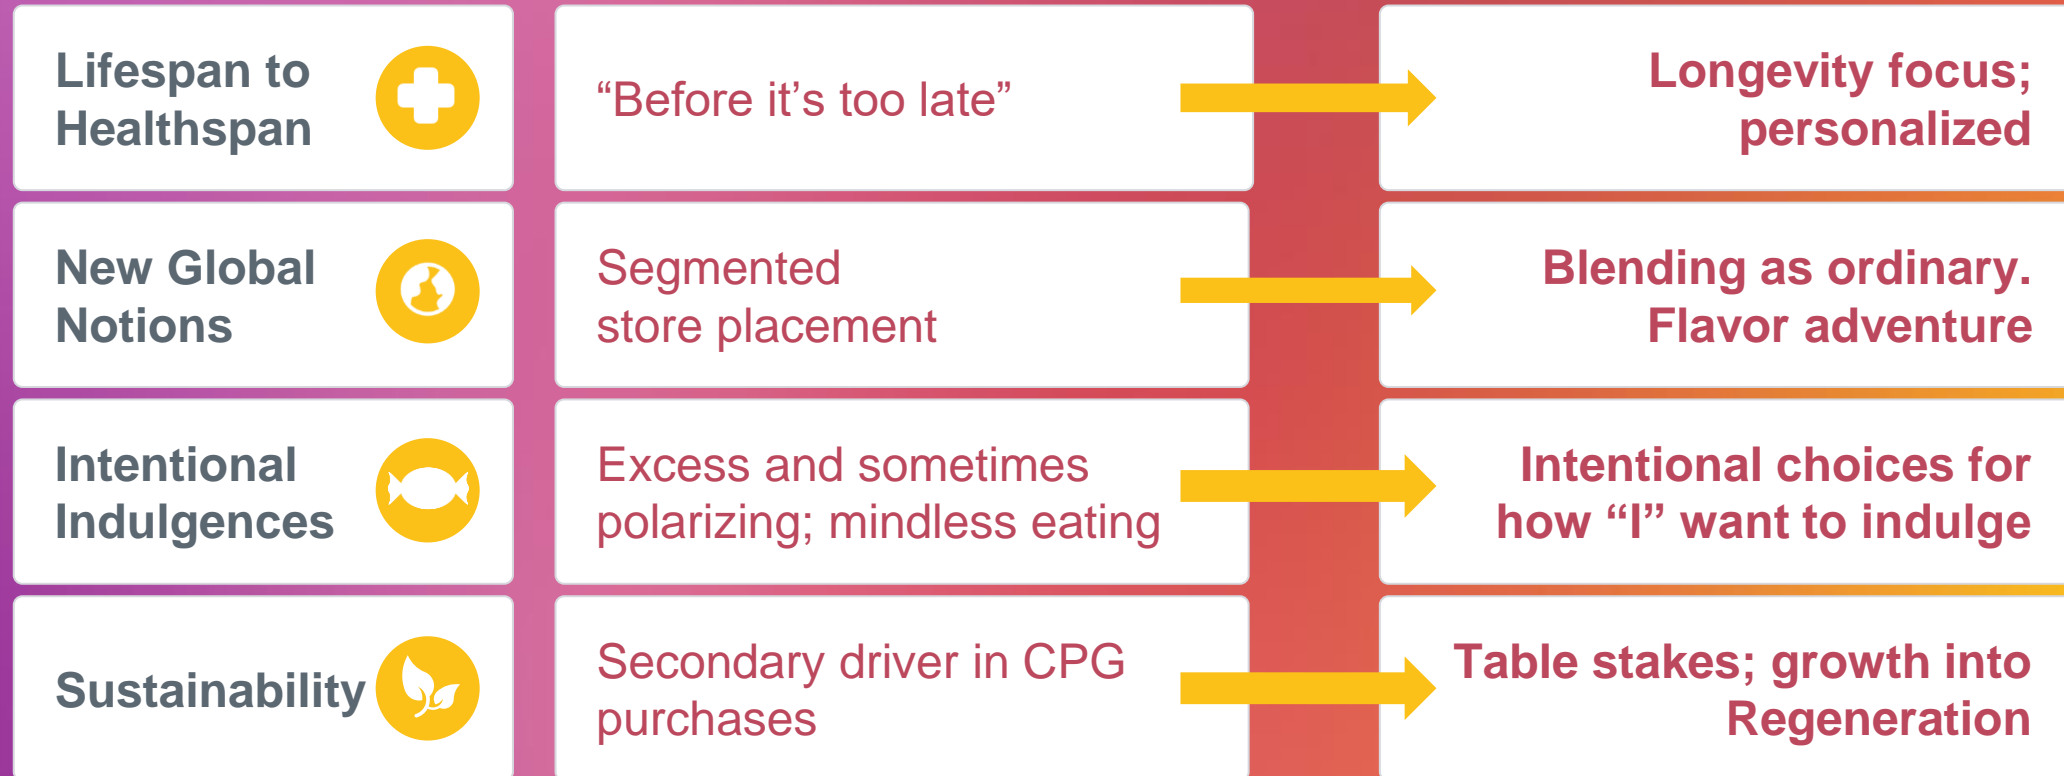 Lifespan to
Healthspan
“Before it’s too late”
Longevity focus;
personalized
New Global
Notions
Segmented
store placement
Blending as ordinary.
Flavor adventure
Intentional
Indulgences
Excess and sometimes
polarizing; mindless eating
Intentional choices for
how “I” want to indulge
Sustainability
Secondary driver in CPG
purchases
Table stakes; growth into
Regeneration